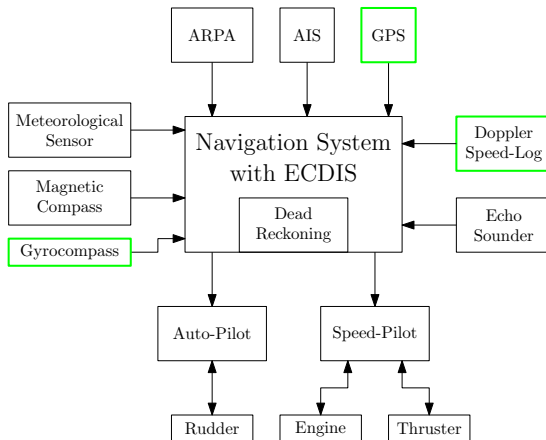 ARPA
AIS
GPS
Meteorological
Sensor
Navigation System
with ECDIS
Doppler
Speed-Log
Magnetic
Compass
Dead
Reckoning
Echo
Sounder
Gyrocompass
Auto-Pilot
Speed-Pilot
Rudder
Engine
Thruster